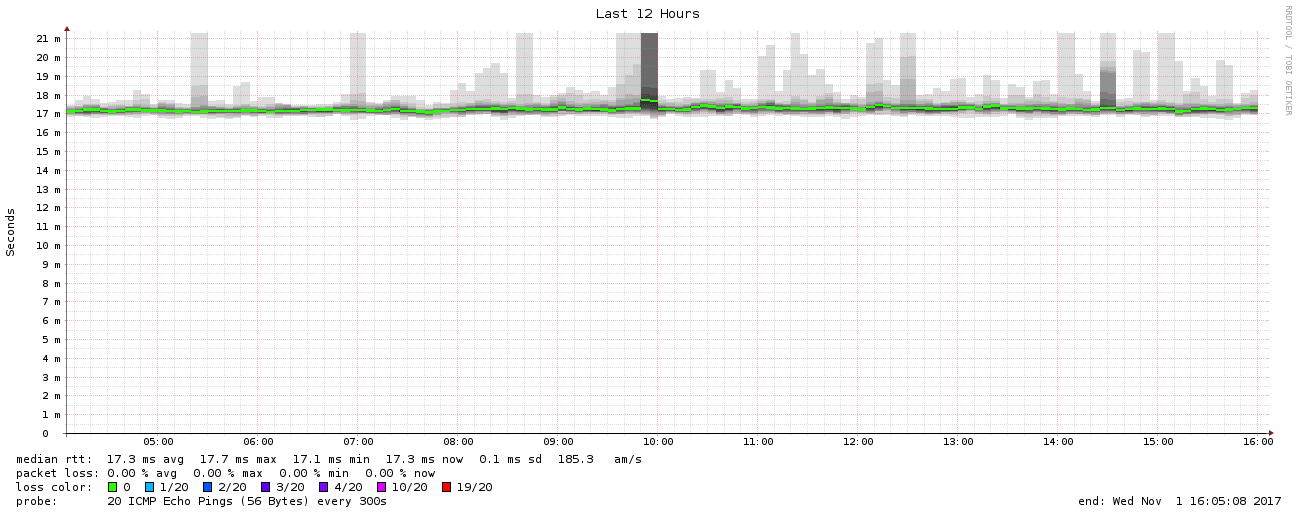 Last 12 Hours
RRDTOOL / TOBI OETIKER
21 m
20 m
19 m
18 m
17 m
16 m
15 m
14 m
13 m
12 m
11 m
10 m
9 m
8 m
7 m
6 m
5 m
4 m
3 m
2 m
1 m
0
Seconds
05:00 06:00 07:00 08:00 09:00 10:00 11:00 12:00 13:00 14:00 15:00 16:00
median rtt: 17.3 ms avg 17.7 ms max 17.1 ms min 17.3 ms now 0.1 ms sd 185.3 am/s
packet loss: 0.00 % avg 0.00 % max 0.00 % min 0.00 % now
loss color: 0 1/20 2/20 3/20 4/20 10/20 19/20
probe: 20 ICMP Echo Pings (56 Bytes) every 300s end: Wed Nov 1 16:05:08 2017